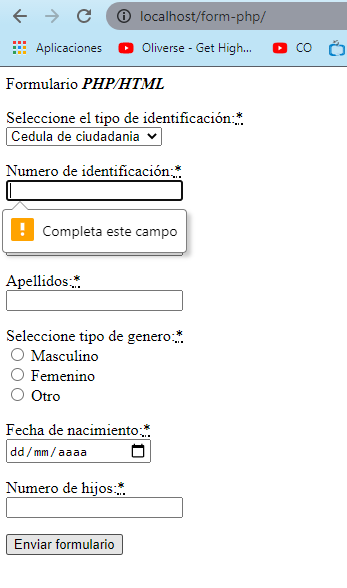 localhost/form-php/
Aplicaciones Oliverse - Get High... CO
Formulario PHP/HTML
Seleccione el tipo de identificación:*
Cedula de ciudadania
Numero de identificación:*
Completa este campo
Apellidos:*
Seleccione tipo de genero:*
Masculino
Femenino
Otro
Fecha de nacimiento:*
dd/mm/aaaa
Numero de hijos:*
Enviar formulario